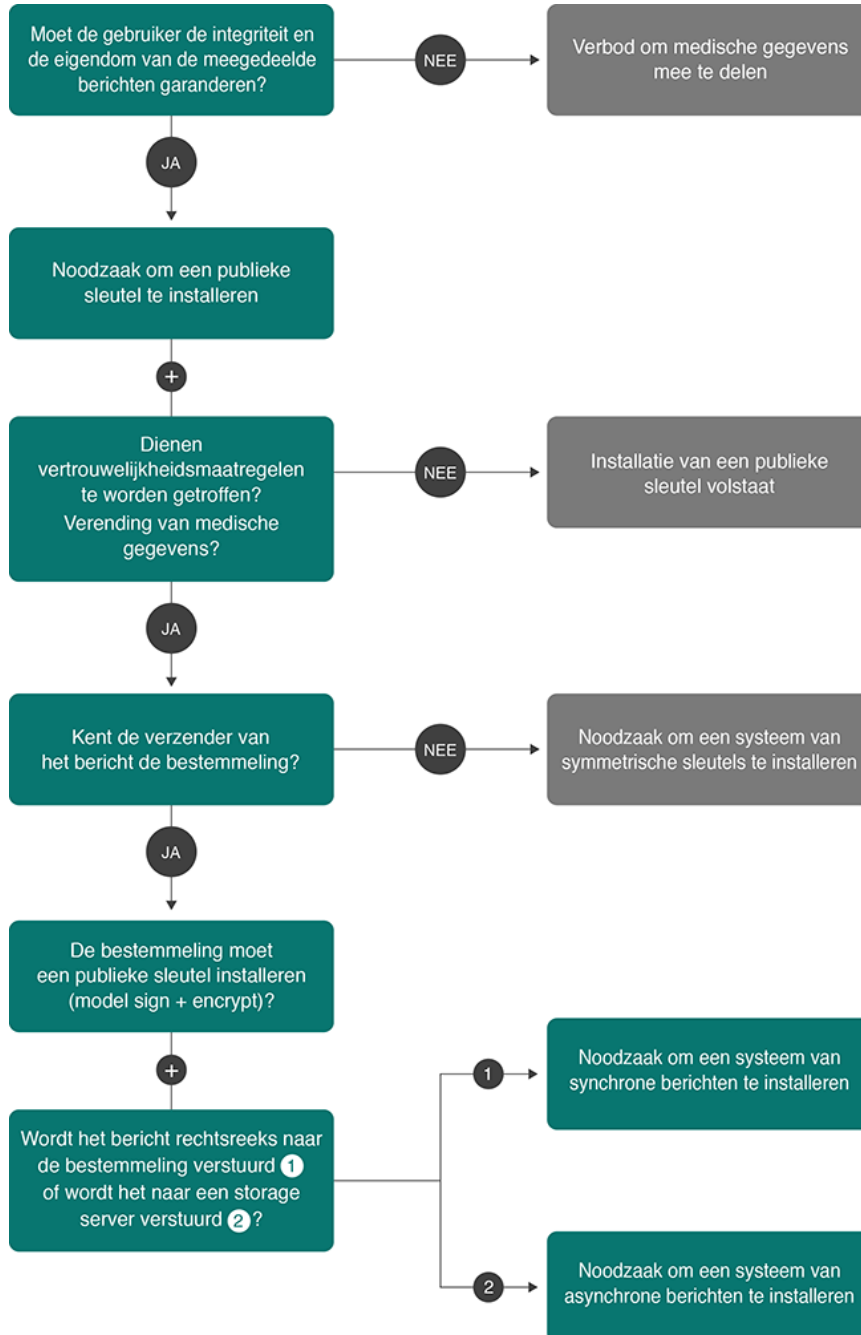 Moet de gebruiker de integriteit en
de eigendom van de meegedeelde
berichten garanderen?
NEE
Verbod om medische gegevens
mee te delen
JA
Noodzaak om een publieke
sleutel te installeren
+
Dienen
vertrouwelijkheidsmaatregelen
te worden getroffen?
Verending van medische
gegevens?
NEE
Installatie van een publieke
sleutel volstaat
JA
Kent de verzender van
het bericht de bestemmeling?
NEE
Noodzaak om een systeem van
symmetrische sleutels te installeren
JA
De bestemmeling moet
een publieke sleutel installeren
(model sign + encrypt)?
+
Wordt het bericht rechtsreeks naar
de bestemmeling verstuurd 1
of wordt het naar een storage
server verstuurd 2?
1
Noodzaak om een systeem van
synchrone berichten te installeren
2
Noodzaak om een systeem van
asynchrone berichten te installeren